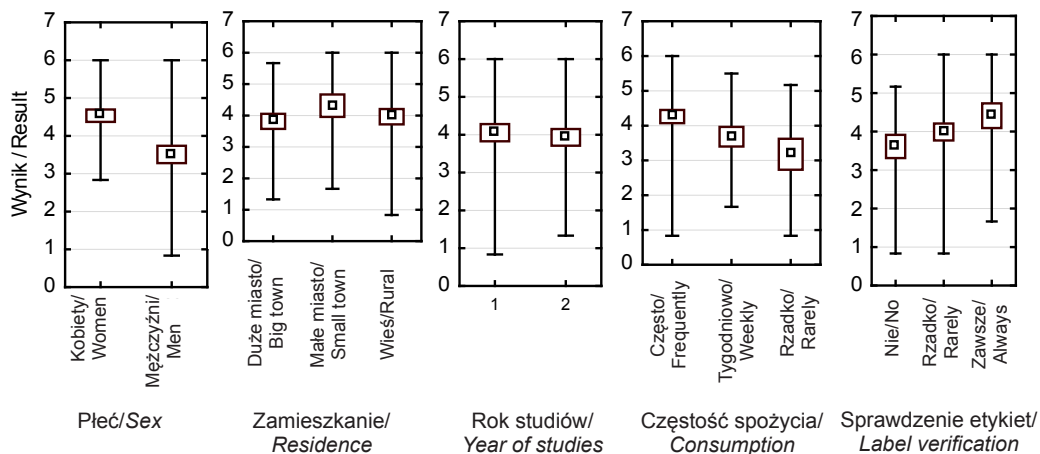 Wynik / Result
7
6
5
4
3
2
1
0
Kobiety/
Women
Mężczyźni/
Men
Płeć/Sex
7
6
5
4
3
2
1
0
Duże miasto/
Big town
Małe miasto/
Small town
Wieś/Rural
Zamieszkanie/
Residence
7
6
5
4
3
2
1
0
1
2
Rok studiów/
Year of studies
7
6
5
4
3
2
1
0
Często/
Frequently
Tygodniowo/
Weekly
Rzadko/
Rarely
Częstość spożycia/
Consumption
7
6
5
4
3
2
1
0
Nie/No
Rzadko/
Rarely
Zawsze/
Always
Sprawdzenie etykiet/
Label verification